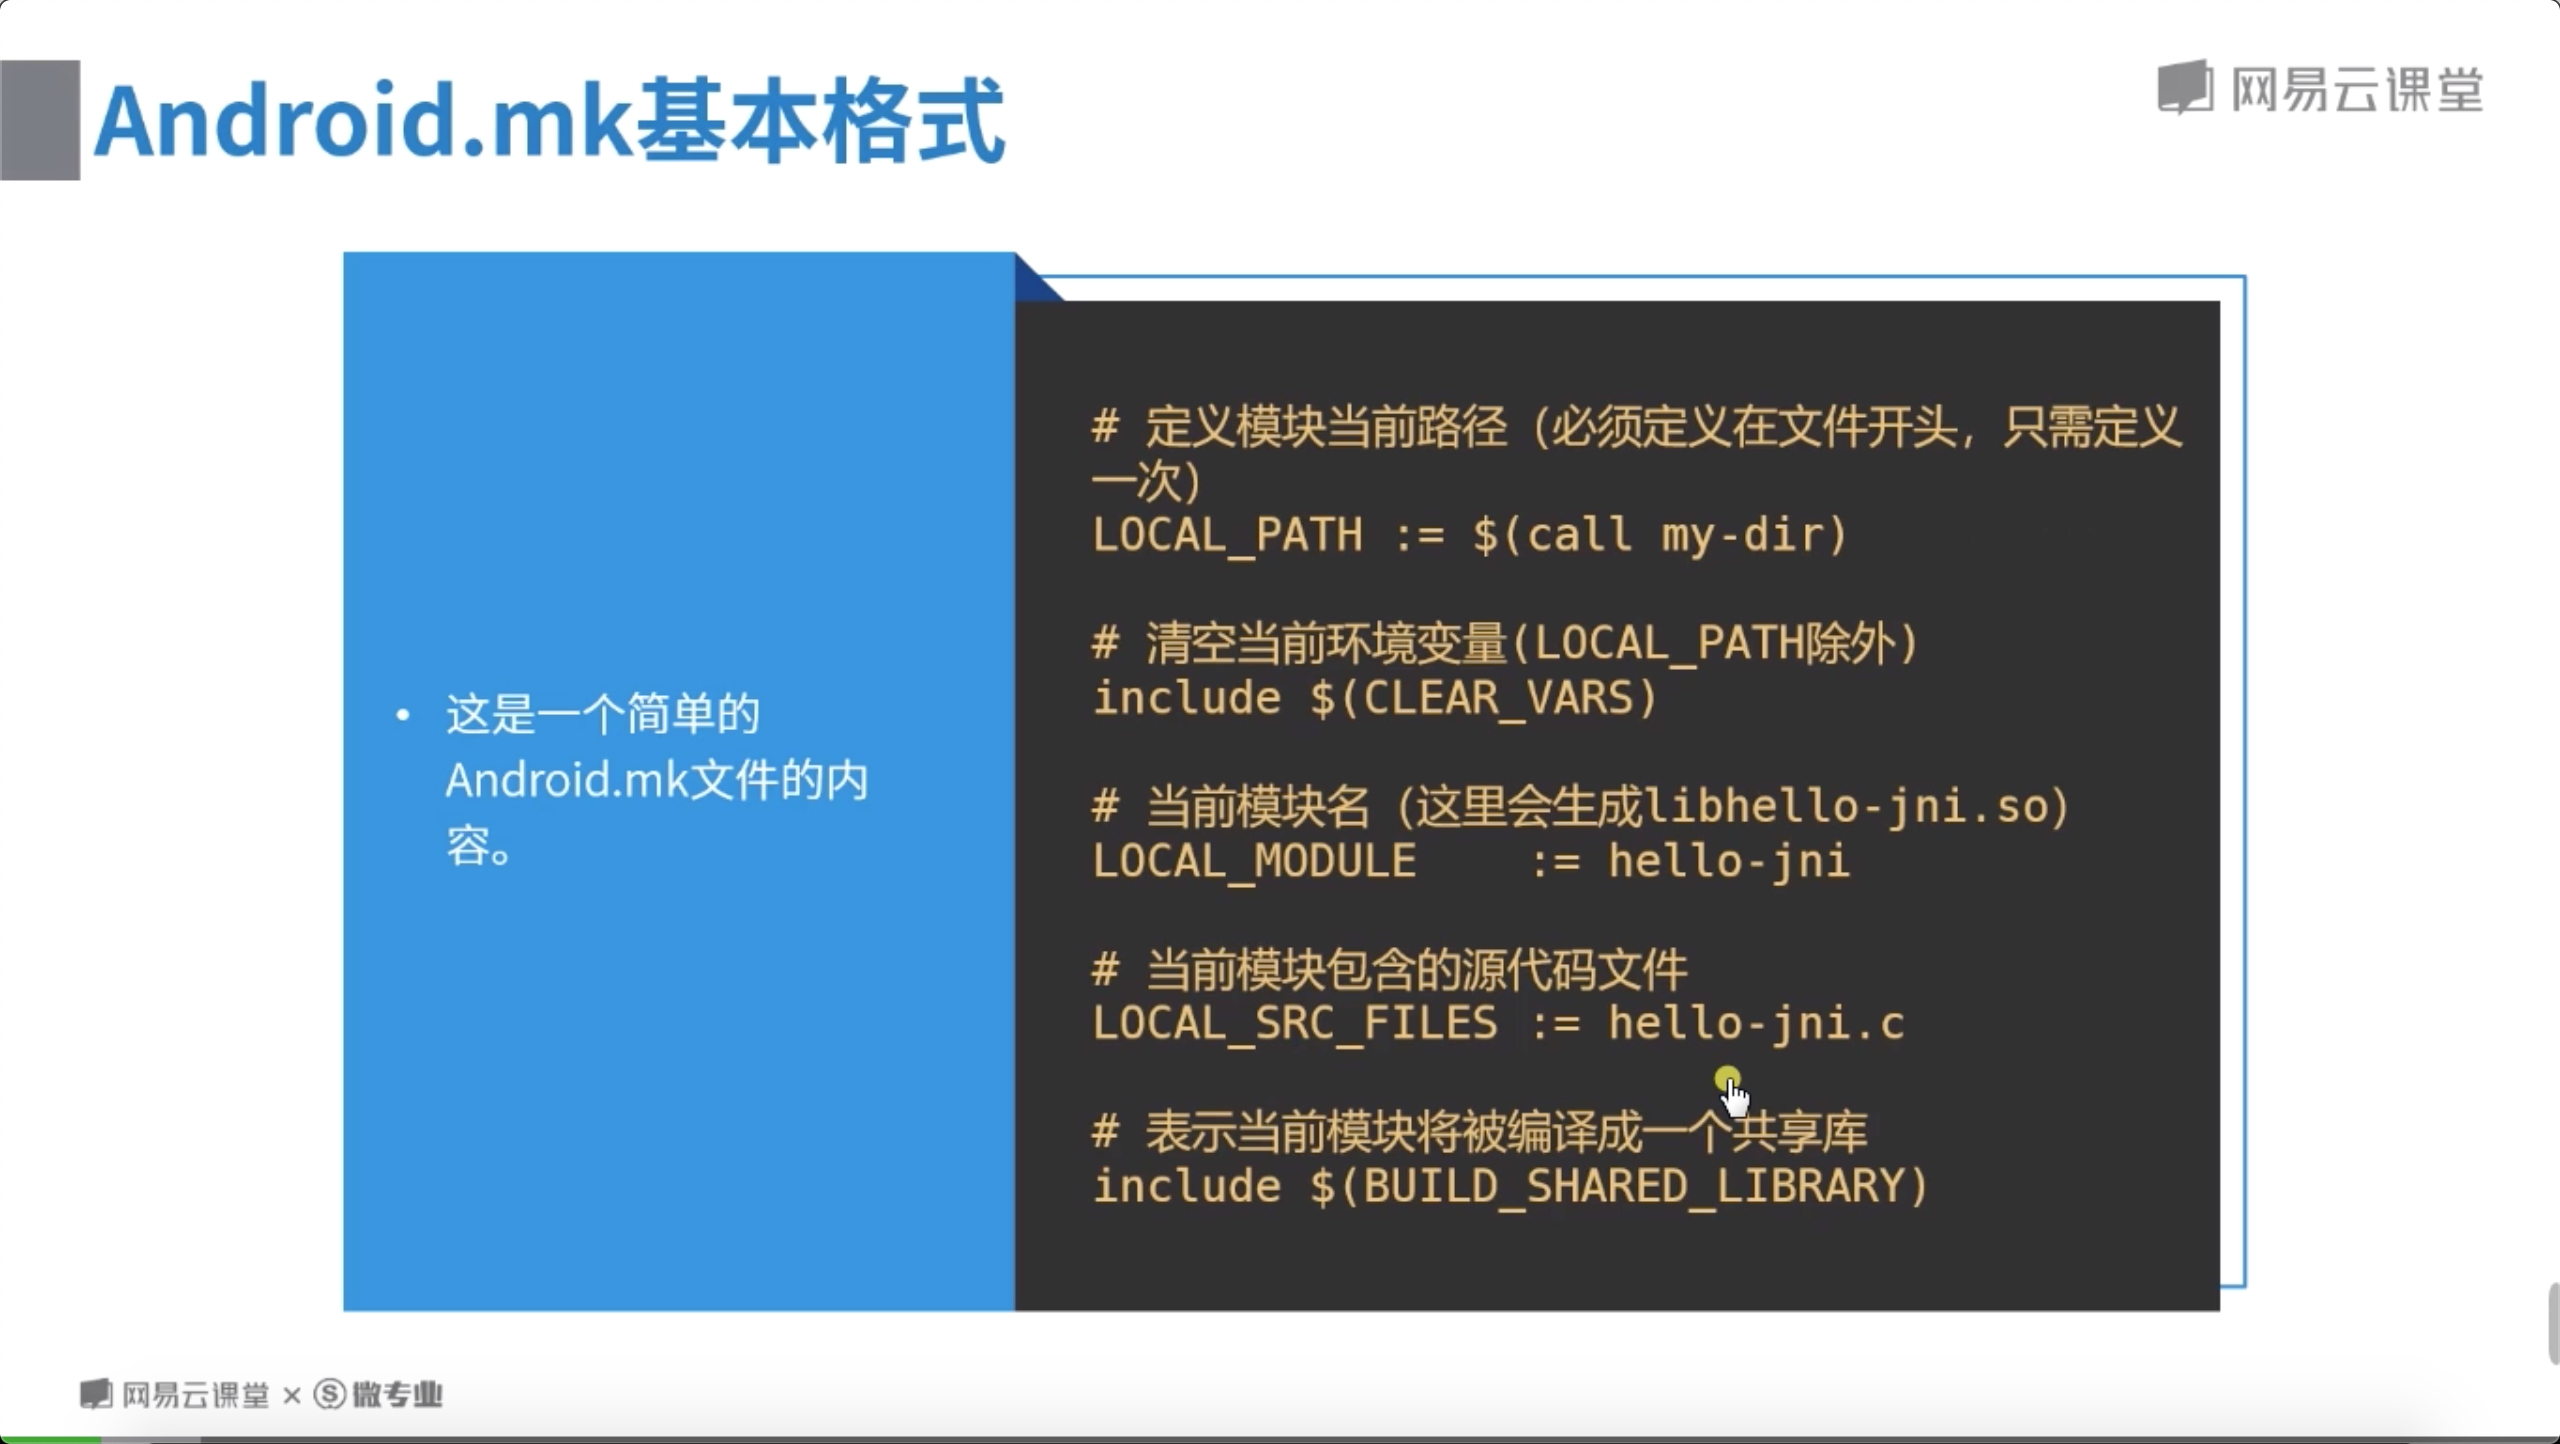 Android.mk基本格式
网易云课堂
• 这是一个简单的
Android.mk文件的内
容。
# 定义模块当前路径（必须定义在文件开头，只需定义
一次）
LOCAL_PATH := $(call my-dir)
# 清空当前环境变量(LOCAL_PATH除外)
include $(CLEAR_VARS)
# 当前模块名（这里会生成libhello-jni.so）
LOCAL_MODULE    := hello-jni
# 当前模块包含的源代码文件
LOCAL_SRC_FILES := hello-jni.c
# 表示当前模块将被编译成一个共享库
include $(BUILD_SHARED_LIBRARY)
网易云课堂 × Ⓢ微专业